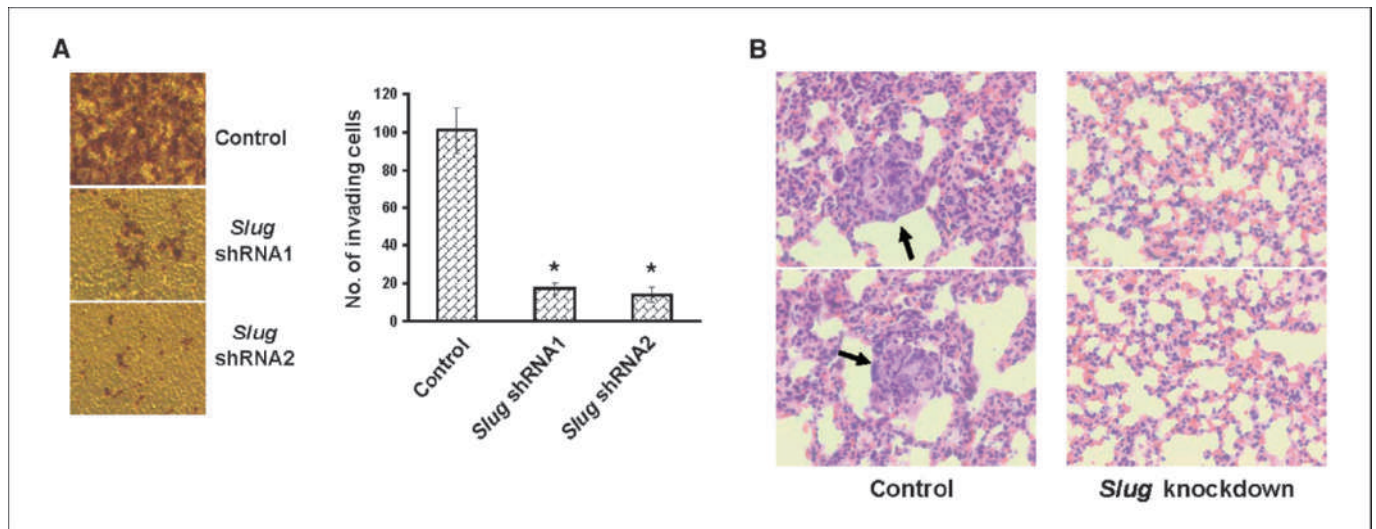 A
Control
Slug
shRNA1
Slug
shRNA2
No. of invading cells
120
100
80
60
40
20
0
*
*
Control
Slug shRNA1
Slug shRNA2
B
Control
Slug knockdown